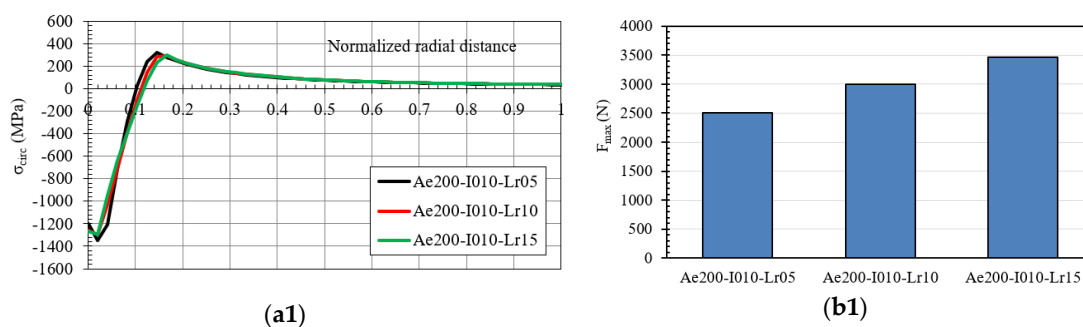 600
400
200
0
-200
-400
-600
-800
-1000
-1200
-1400
-1600
σcirc (MPa)
Normalized radial distance
0 0.1 0.2 0.3 0.4 0.5 0.6 0.7 0.8 0.9 1
Ae200-I010-Lr05
Ae200-I010-Lr10
Ae200-I010-Lr15
(a1)
4000
3500
3000
2500
2000
1500
1000
500
0
Fmax (N)
Ae200-I010-Lr05 Ae200-I010-Lr10 Ae200-I010-Lr15
(b1)